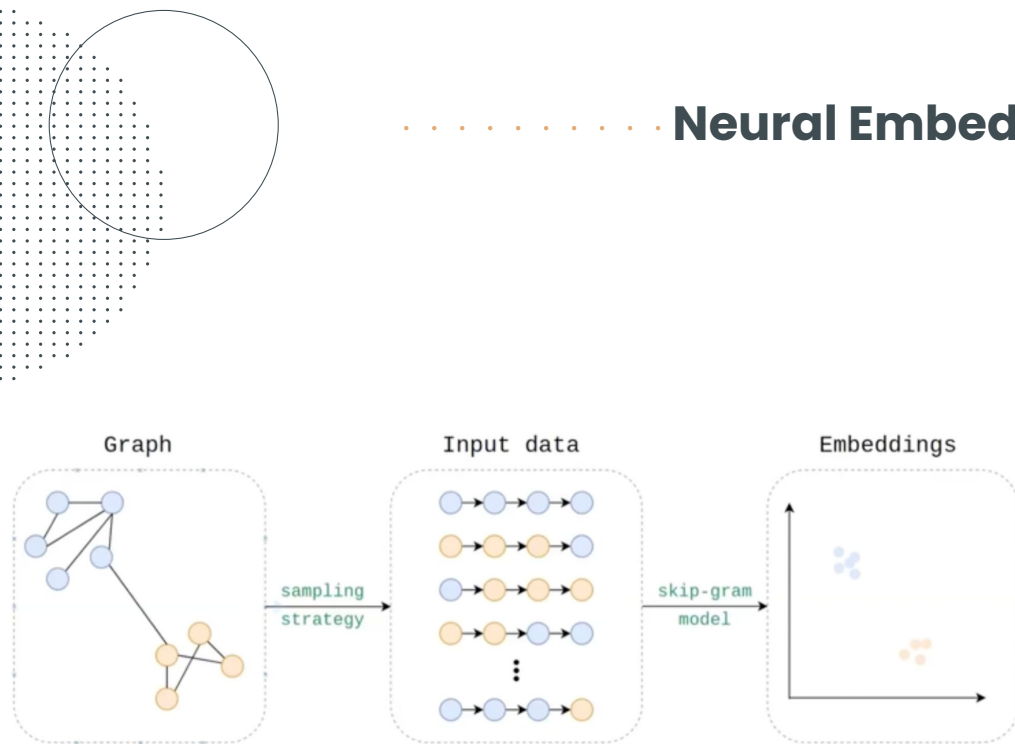 Neural Embed
Graph
Input data
Embeddings
sampling
strategy
skip-gram
model